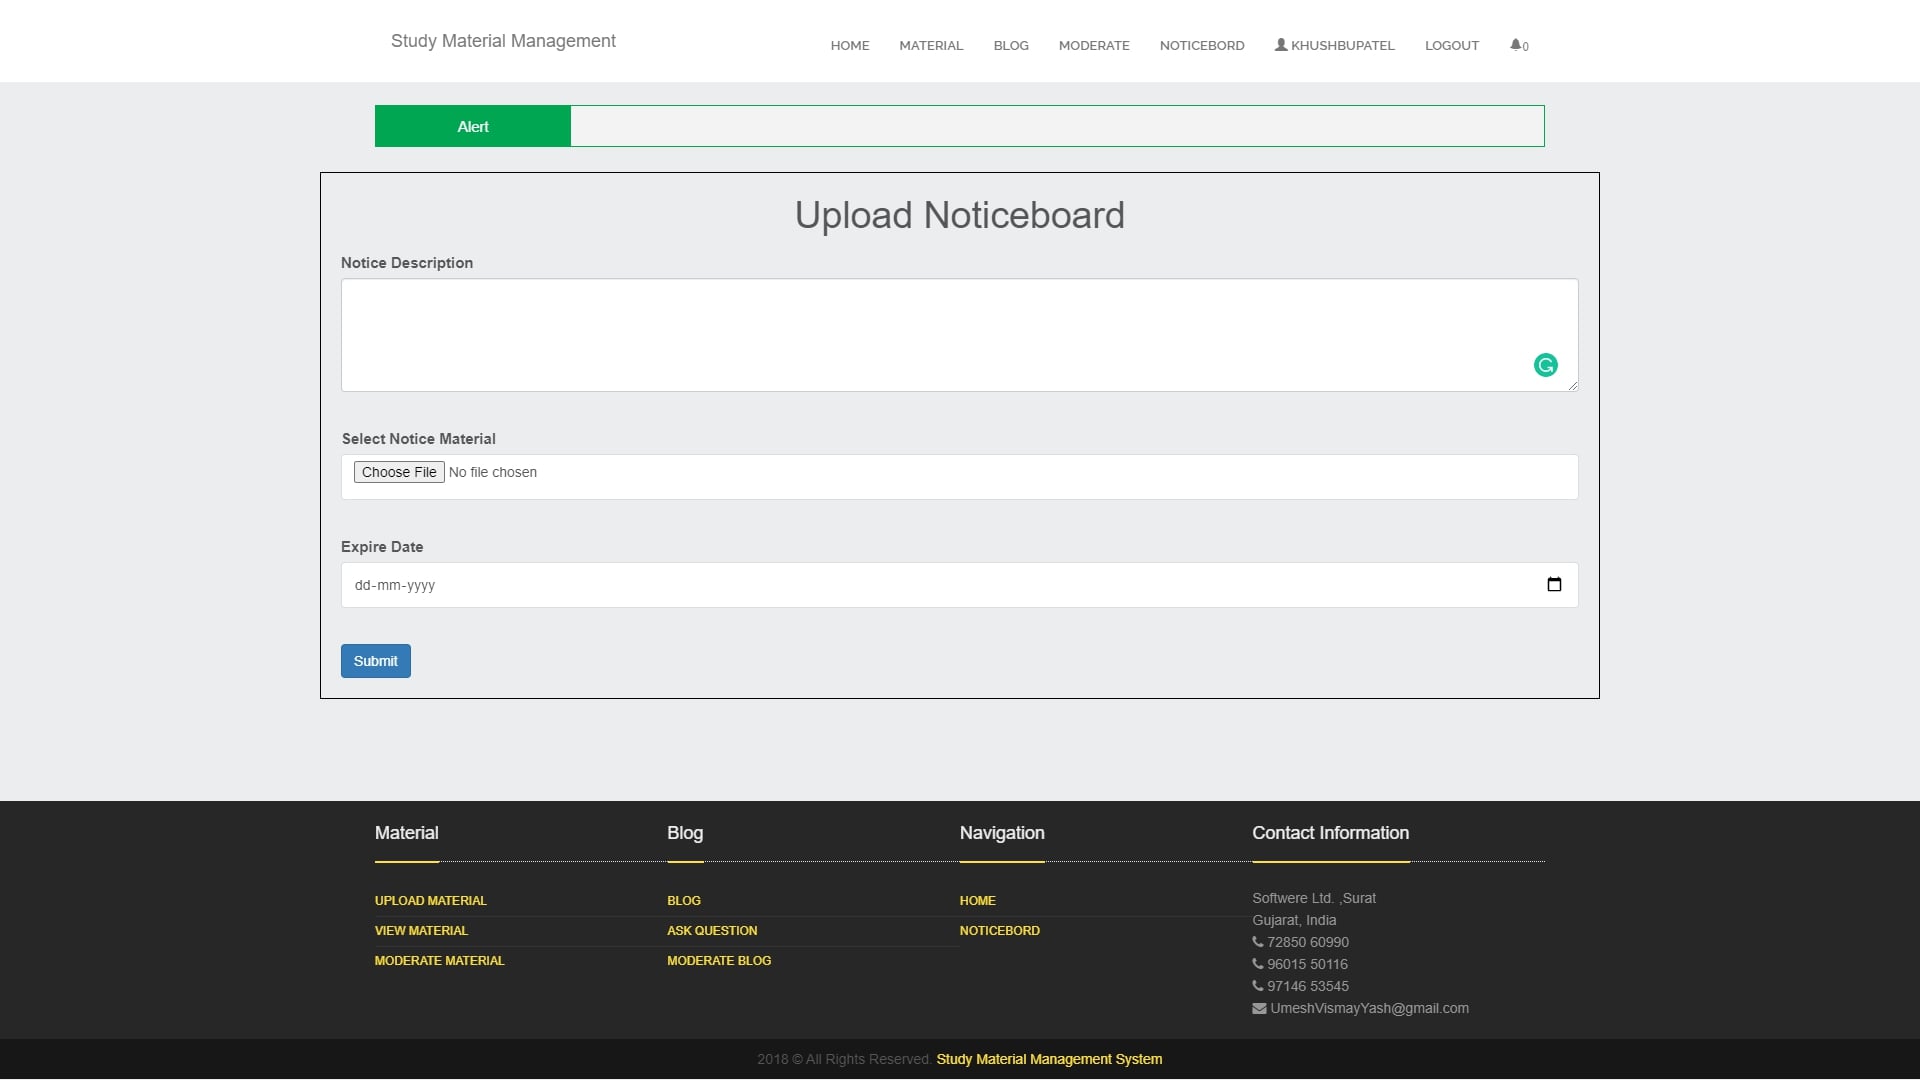 Study Material Management
HOME MATERIAL BLOG MODERATE NOTICEBORD KHUSHBUPATEL LOGOUT 0
Alert
Upload Noticeboard
Notice Description
Select Notice Material
Choose File No file chosen
Expire Date
dd-mm-yyyy
Submit
Material
UPLOAD MATERIAL
VIEW MATERIAL
MODERATE MATERIAL
Blog
BLOG
ASK QUESTION
MODERATE BLOG
Navigation
HOME
NOTICEBORD
Contact Information
Softwere Ltd. ,Surat
Gujarat, India
72850 60990
96015 50116
97146 53545
UmeshVismayYash@gmail.com
2018 © All Rights Reserved. Study Material Management System